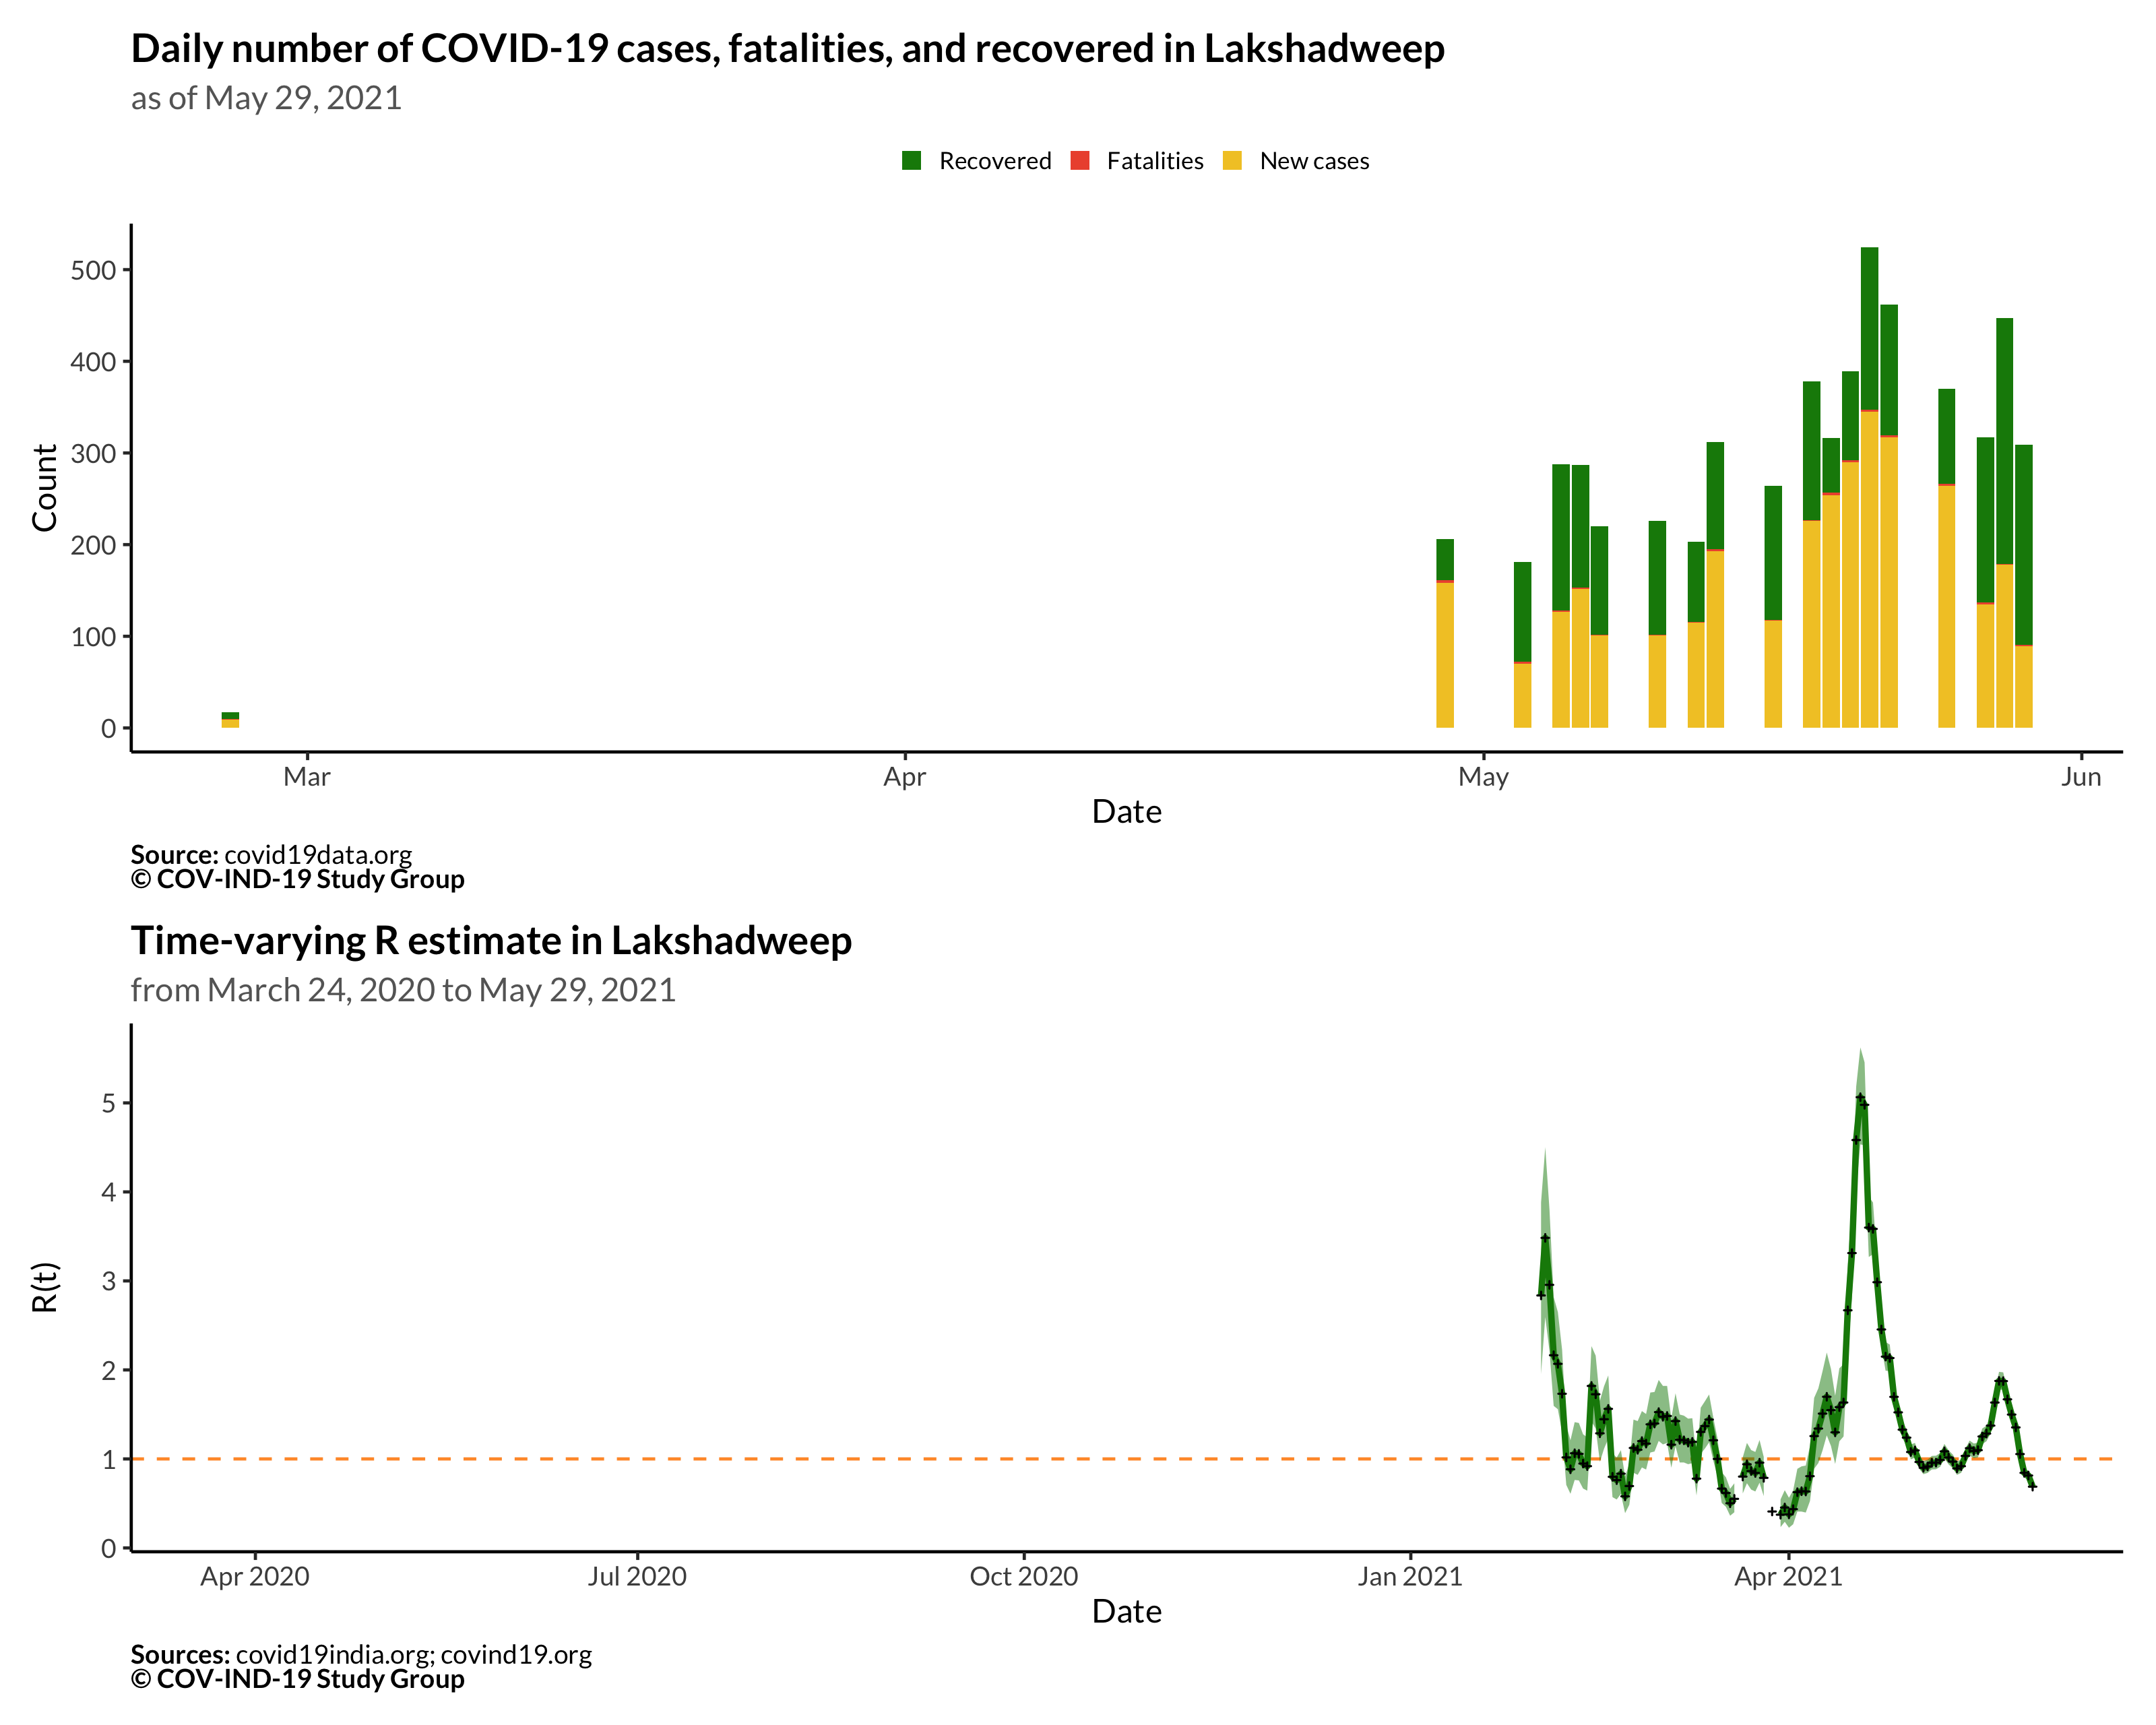 Daily number of COVID-19 cases, fatalities, and recovered in Lakshadweep
as of May 29, 2021
Recovered Fatalities New cases
500
400
300
200
100
0
Count
Mar Apr May Jun
Date
Source: covid19data.org
© COV-IND-19 Study Group
Time-varying R estimate in Lakshadweep
from March 24, 2020 to May 29, 2021
5
4
3
2
1
0
R(t)
Apr 2020 Jul 2020 Oct 2020 Jan 2021 Apr 2021
Date
Sources: covid19india.org; covind19.org
© COV-IND-19 Study Group